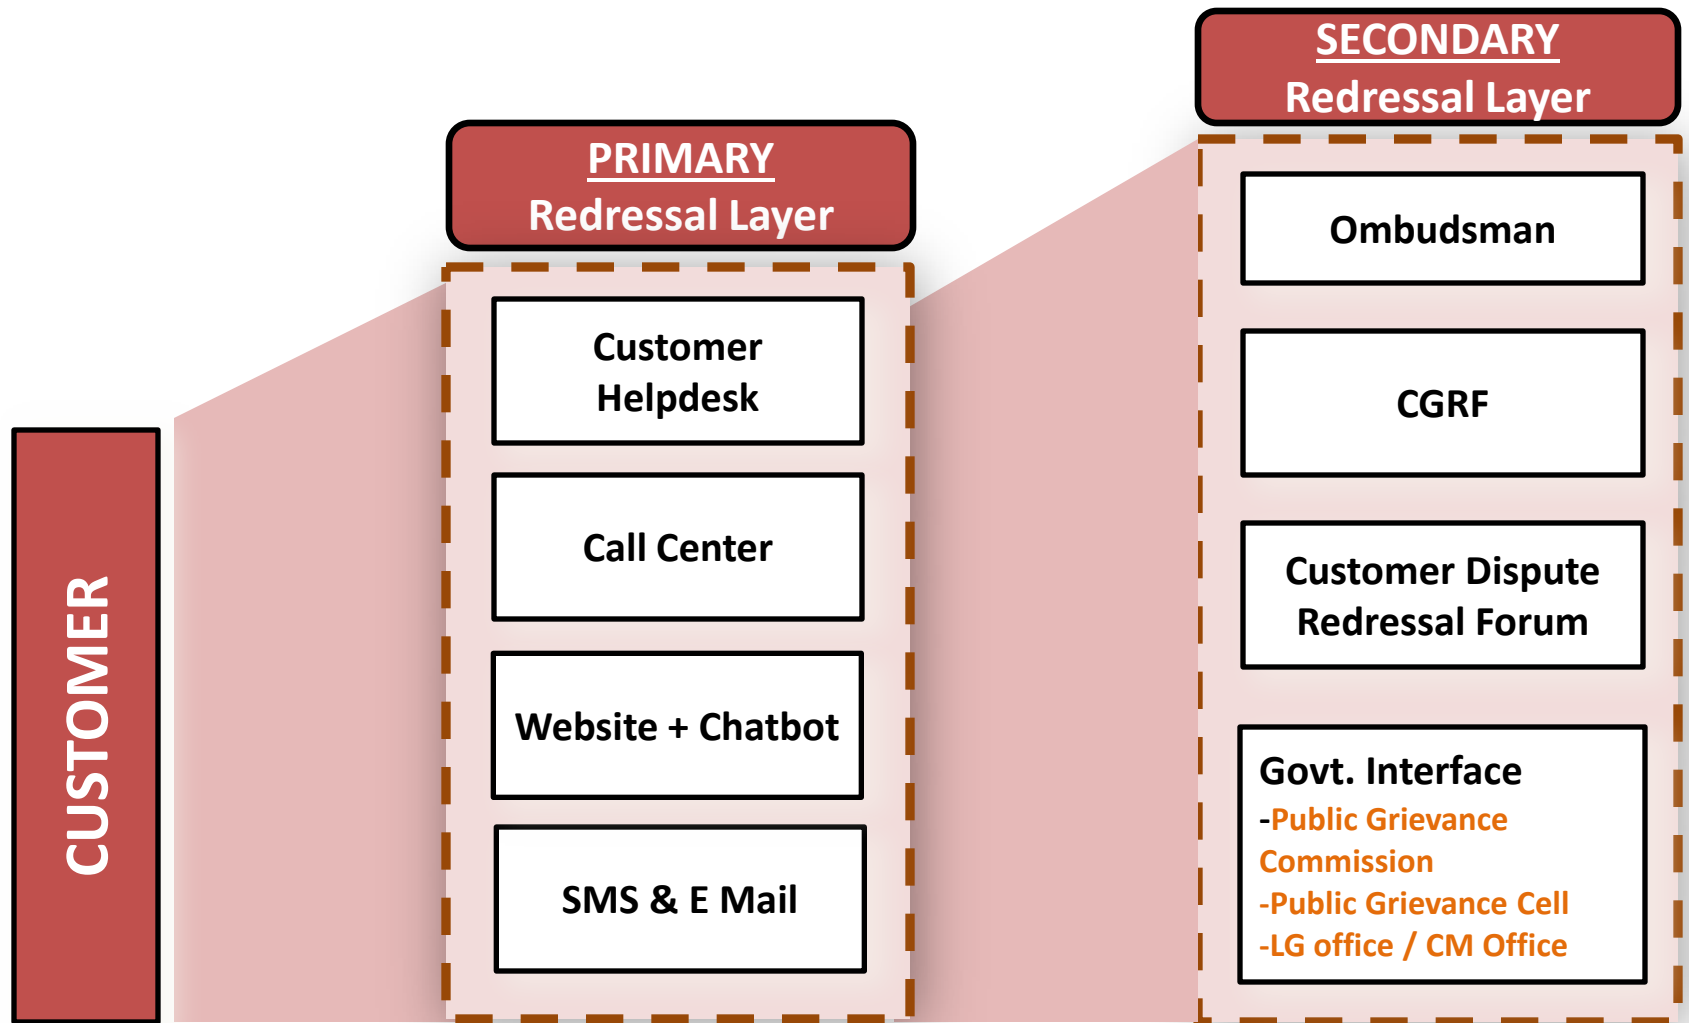 CUSTOMER
PRIMARY
Redressal Layer
Customer
Helpdesk
Call Center
Website + Chatbot
SMS & E Mail
SECONDARY
Redressal Layer
Ombudsman
CGRF
Customer Dispute
Redressal Forum
Govt. Interface
-Public Grievance
Commission
-Public Grievance Cell
-LG office / CM Office